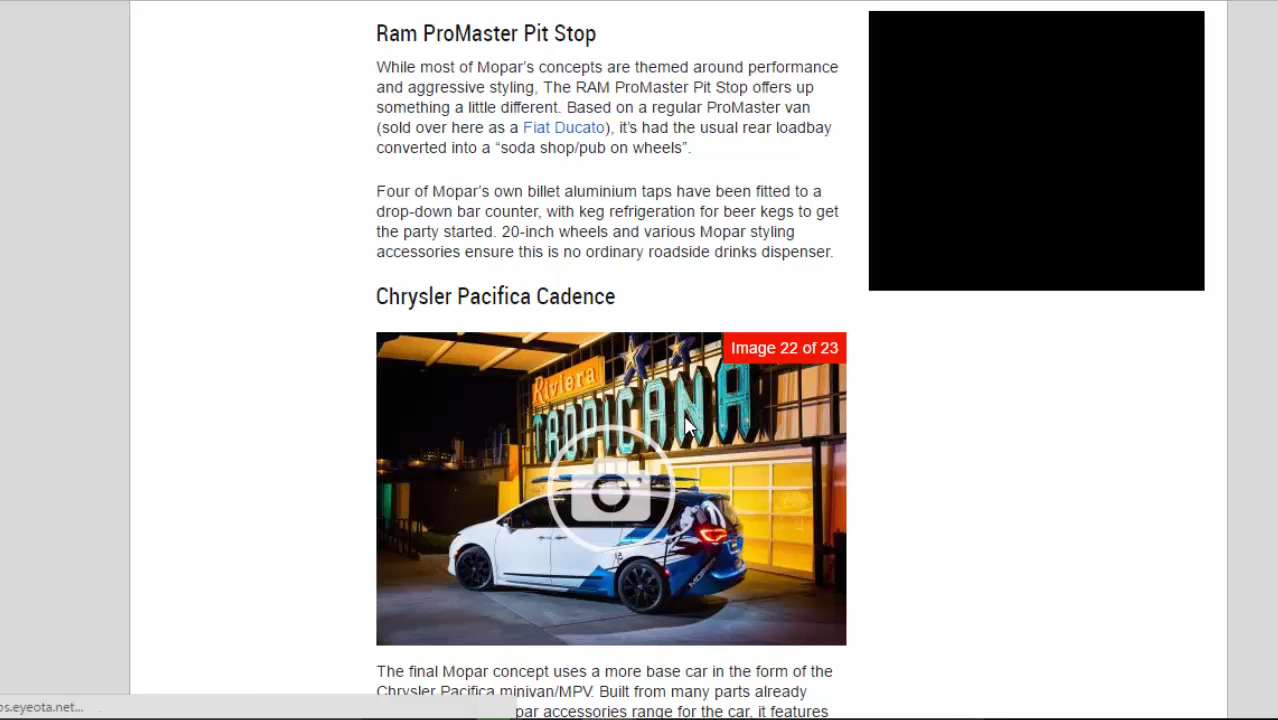 Ram ProMaster Pit Stop
While most of Mopar’s concepts are themed around performance
and aggressive styling, The RAM ProMaster Pit Stop offers up
something a little different. Based on a regular ProMaster van
(sold over here as a Fiat Ducato), it’s had the usual rear loadbay
converted into a “soda shop/pub on wheels”.
Four of Mopar’s own billet aluminium taps have been fitted to a
drop-down bar counter, with keg refrigeration for beer kegs to get
the party started. 20-inch wheels and various Mopar styling
accessories ensure this is no ordinary roadside drinks dispenser.
Chrysler Pacifica Cadence
Image 22 of 23
Riviera
TROPICANA
MOPAR
The final Mopar concept uses a more base car in the form of the
Chrysler Pacifica minivan/MPV. Built from many parts already
par accessories range for the car, it features
ps.eyeota.net...